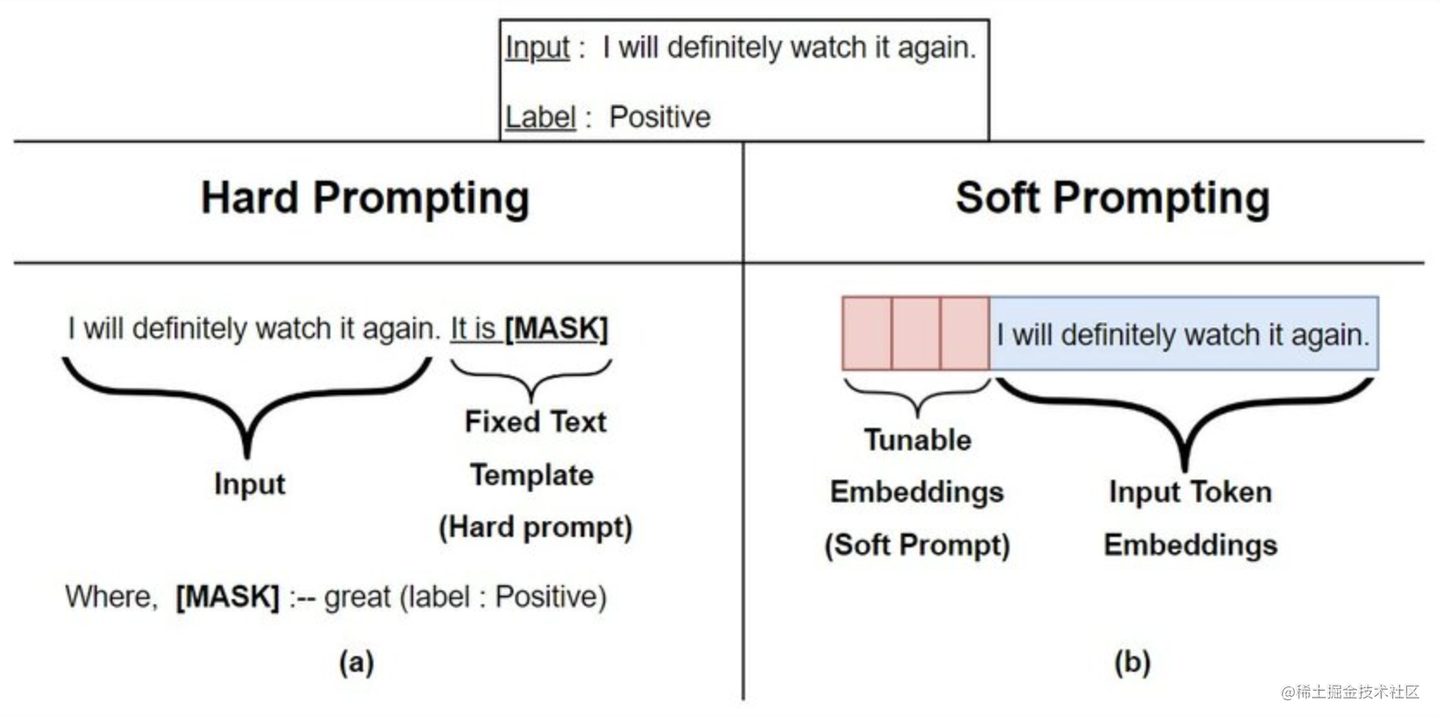 Input :  I will definitely watch it again.
Label :  Positive
Hard Prompting
Soft Prompting
I will definitely watch it again. It is [MASK]
Input
Fixed Text
Template
(Hard prompt)
Where,  [MASK] :-- great (label : Positive)
(a)
I will definitely watch it again.
Tunable
Embeddings
(Soft Prompt)
Input Token
Embeddings
(b)
@稀土掘金技术社区